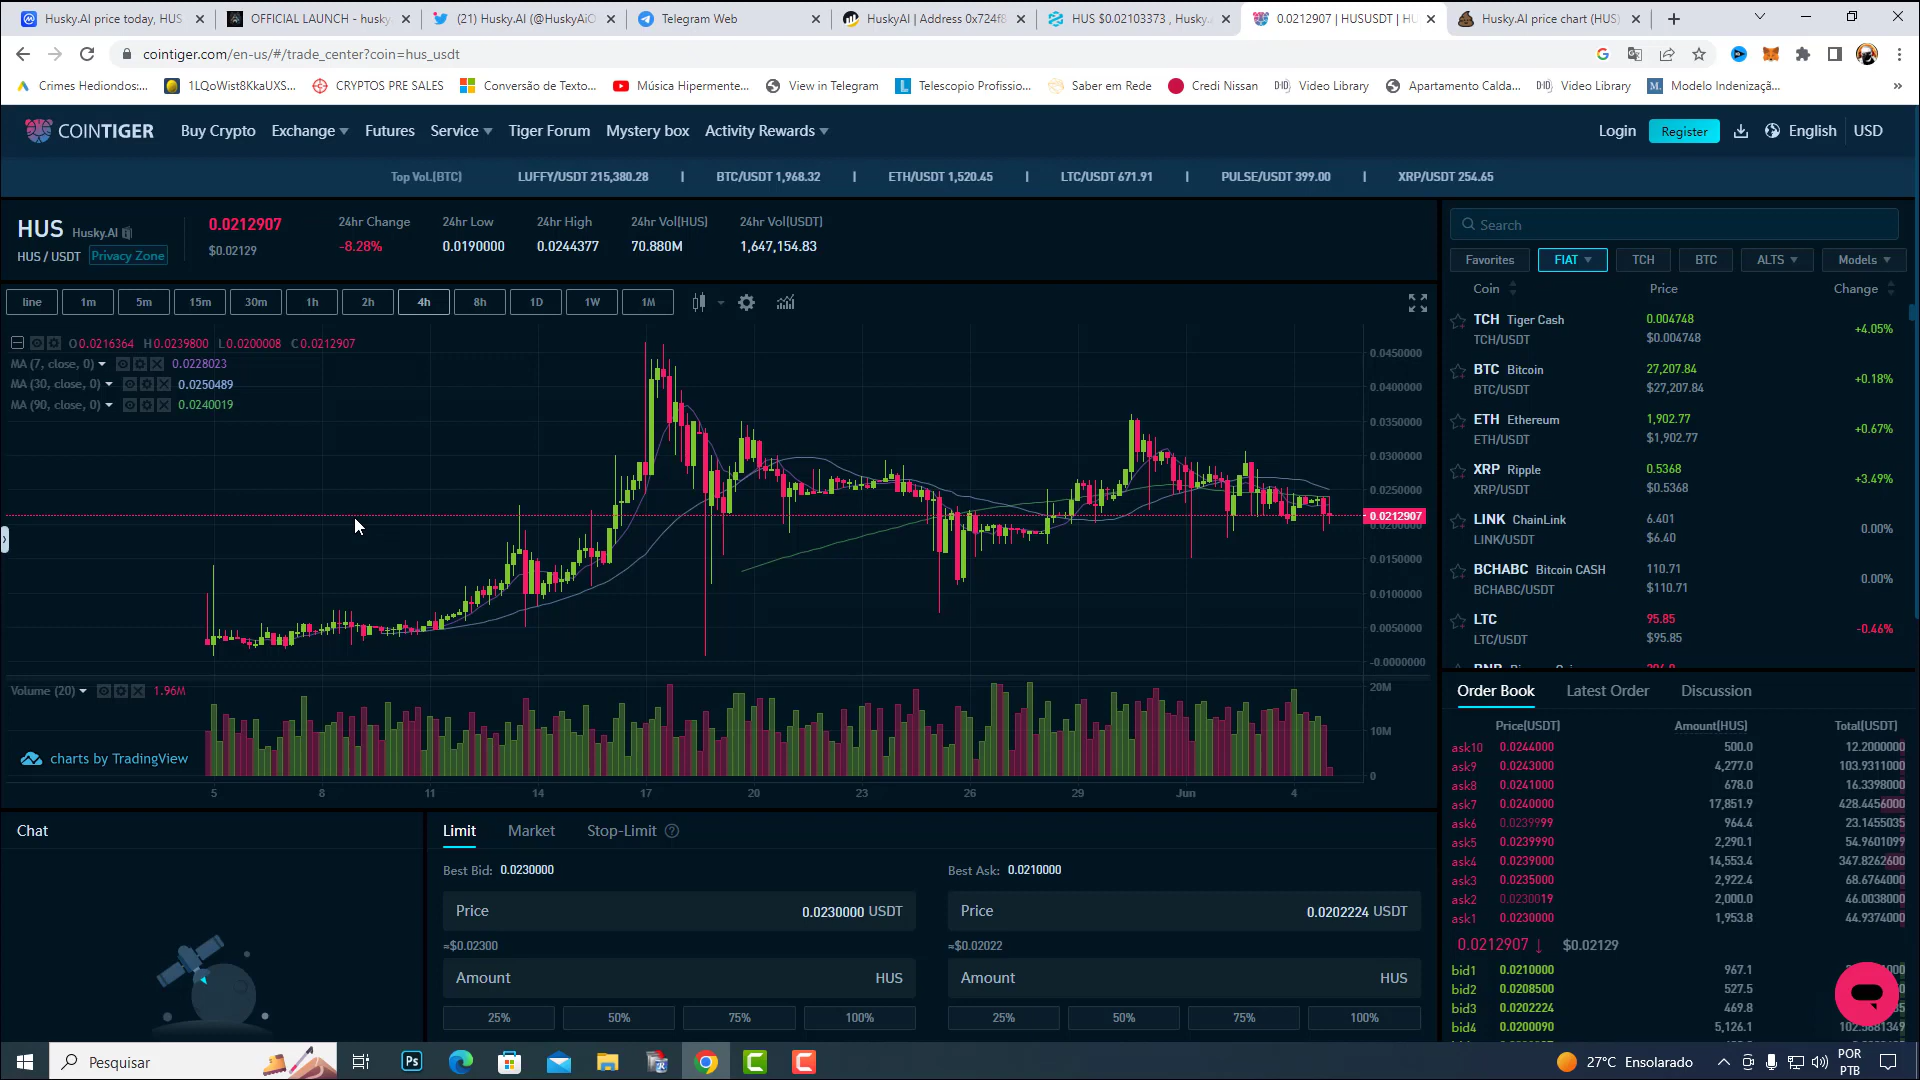 Husky.AI price today, HUS
OFFICIAL LAUNCH - husky
(21) Husky.AI (@HuskyAiO
Telegram Web
HuskyAI | Address 0x724f8
HUS $0.02103373 , Husky.
0.0212907 | HUSUSDT | HU
Husky.AI price chart (HUS)
cointiger.com/en-us/#/trade_center?coin=hus_usdt
Crimes Hediondos:...
1LQoWist8KkaUXS...
CRYPTOS PRE SALES
Conversão de Texto...
Música Hipermente...
View in Telegram
Telescopio Profissio...
Saber em Rede
Credi Nissan
Video Library
Apartamento Calda...
Video Library
Modelo Indenizaçã...
COINTIGER
Buy Crypto
Exchange
Futures
Service
Tiger Forum
Mystery box
Activity Rewards
Login
Register
English
USD
Top Vol.(BTC)
LUFFY/USDT 215,380.28 | BTC/USDT 1,968.32 | ETH/USDT 1,520.45 | LTC/USDT 671.91 | PULSE/USDT 399.00 | XRP/USDT 254.65
HUS Husky.AI
HUS / USDT Privacy Zone
0.0212907
$0.02129
24hr Change
-8.28%
24hr Low
0.0190000
24hr High
0.0244377
24hr Vol(HUS)
70.880M
24hr Vol(USDT)
1,647,154.83
line 1m 5m 15m 30m 1h 2h 4h 8h 1D 1W 1M
O0.0216364 H0.0239800 L0.0200008 C0.0212907
MA (7, close, 0) 0.0228023
MA (30, close, 0) 0.0250489
MA (90, close, 0) 0.0240019
0.0450000
0.0400000
0.0350000
0.0300000
0.0250000
0.0212907
0.0200000
0.0150000
0.0100000
0.0050000
-0.0000000
Volume (20) 1.96M
20M
10M
0
charts by TradingView
5 8 11 14 17 20 23 26 29 Jun 4
Search
Favorites FIAT TCH BTC ALTS Models
Coin Price Change
TCH Tiger Cash 0.004748 +4.05%
TCH/USDT $0.004748
BTC Bitcoin 27,207.84 +0.18%
BTC/USDT $27,207.84
ETH Ethereum 1,902.77 +0.67%
ETH/USDT $1,902.77
XRP Ripple 0.5368 +3.49%
XRP/USDT $0.5368
LINK ChainLink 6.401 0.00%
LINK/USDT $6.40
BCHABC Bitcoin CASH 110.71 0.00%
BCHABC/USDT $110.71
LTC 95.85 -0.46%
LTC/USDT $95.85
Order Book Latest Order Discussion
Price(USDT) Amount(HUS) Total(USDT)
ask10 0.0244000 500.0 12.2000000
ask9 0.0243000 4,277.0 103.9311000
ask8 0.0241000 678.0 16.3398000
ask7 0.0240000 17,851.9 428.4456000
ask6 0.0239999 964.4 23.1455035
ask5 0.0239990 2,290.1 54.9601099
ask4 0.0239000 14,553.4 347.8262600
ask3 0.0235000 2,922.4 68.6764000
ask2 0.0230019 2,000.0 46.0038000
ask1 0.0230000 1,953.8 44.9374000
0.0212907 ↓ $0.02129
bid1 0.0210000 967.1
bid2 0.0208500 527.5
bid3 0.0202224 469.8
bid4 0.0200090 5,126.1
Chat
Limit Market Stop-Limit
Best Bid: 0.0230000
Price 0.0230000 USDT
≈$0.02300
Amount HUS
25% 50% 75% 100%
Best Ask: 0.0210000
Price 0.0202224 USDT
≈$0.02022
Amount HUS
25% 50% 75% 100%
Pesquisar
Ps
27°C Ensolarado
POR
PTB